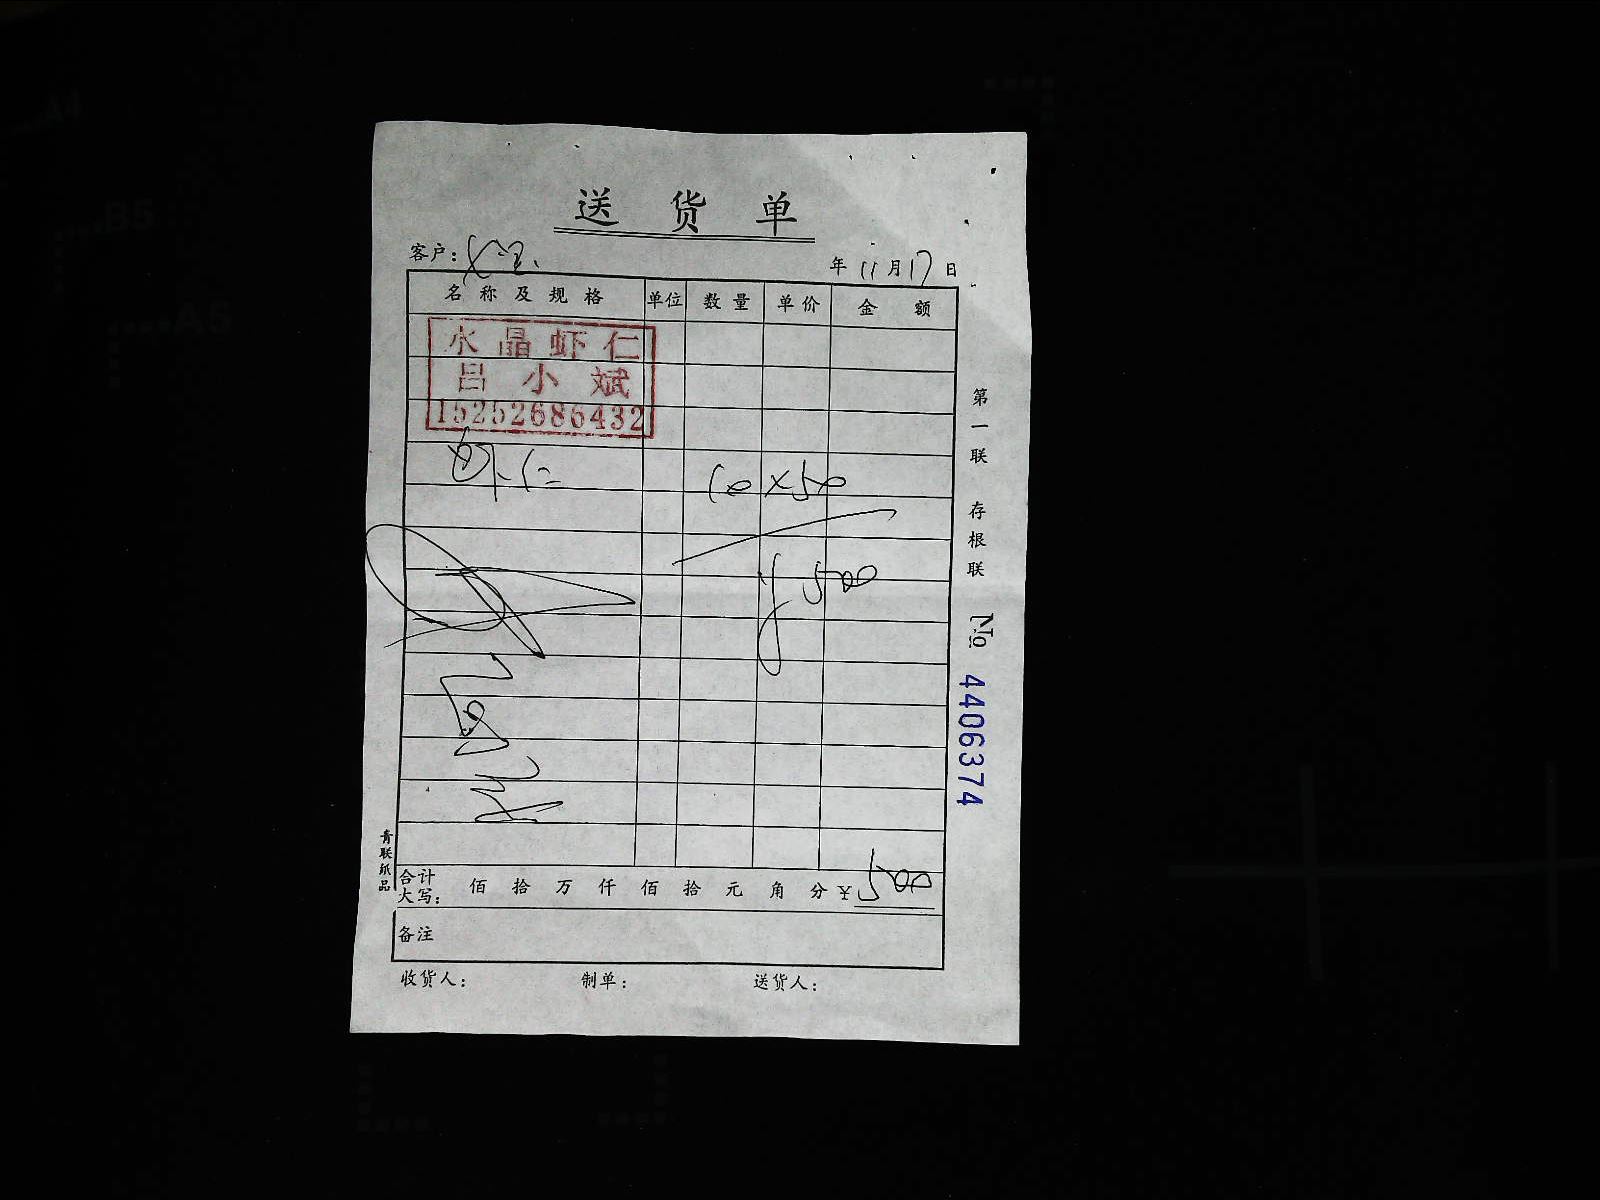 送货单
客户：
年 11月17日
名称及规格 单位 数量 单价 金额
水晶虾仁
吕小斌
15252686432
虾仁 10 ×50
¥500
合计大写： 佰 拾 万 仟 佰 拾 元 角 分 ¥ 500
备注
收货人： 制单： 送货人：
第一联 存根联 No 4406374
青联纸品
A4
B5
A5